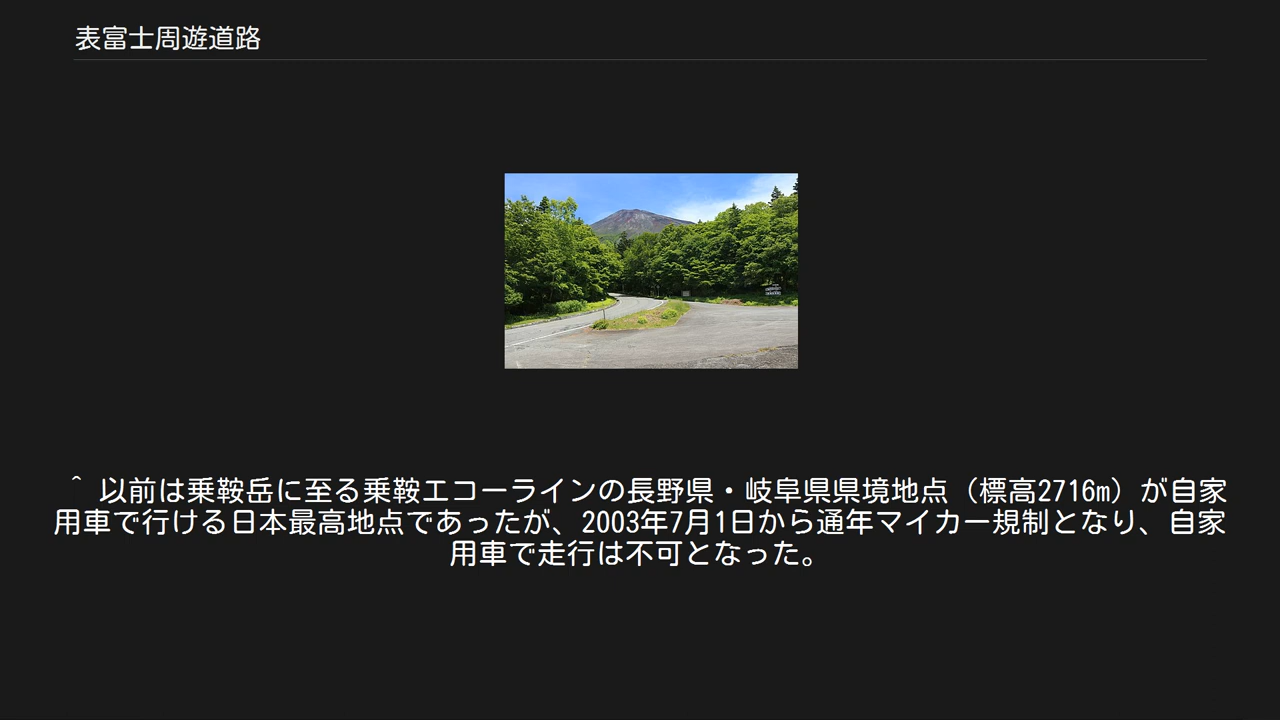 表富士周遊道路
^ 以前は乗鞍岳に至る乗鞍エコーラインの長野県・岐阜県県境地点（標高2716m）が自家
用車で行ける日本最高地点であったが、2003年7月1日から通年マイカー規制となり、自家
用車で走行は不可となった。